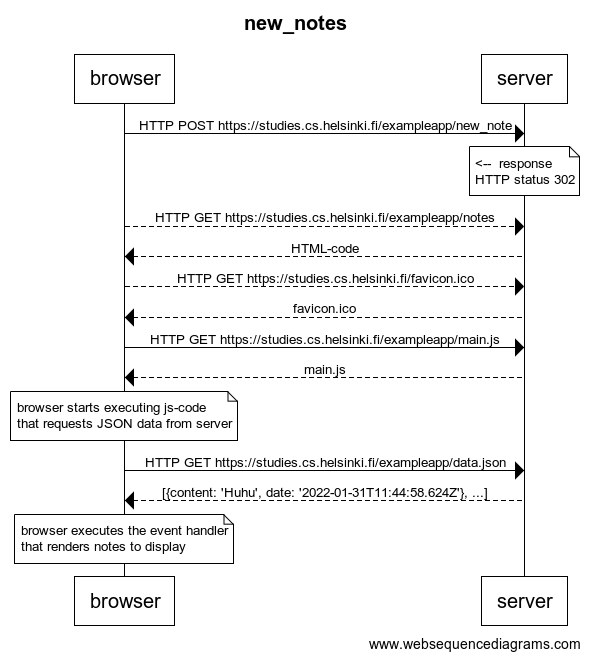 new_notes
browser
server
HTTP POST https://studies.cs.helsinki.fi/exampleapp/new_note
<-- response
HTTP status 302
HTTP GET https://studies.cs.helsinki.fi/exampleapp/notes
HTML-code
HTTP GET https://studies.cs.helsinki.fi/favicon.ico
favicon.ico
HTTP GET https://studies.cs.helsinki.fi/exampleapp/main.js
main.js
browser starts executing js-code
that requests JSON data from server
HTTP GET https://studies.cs.helsinki.fi/exampleapp/data.json
[{content: 'Huhu', date: '2022-01-31T11:44:58.624Z'}, ...]
browser executes the event handler
that renders notes to display
browser
server
www.websequencediagrams.com